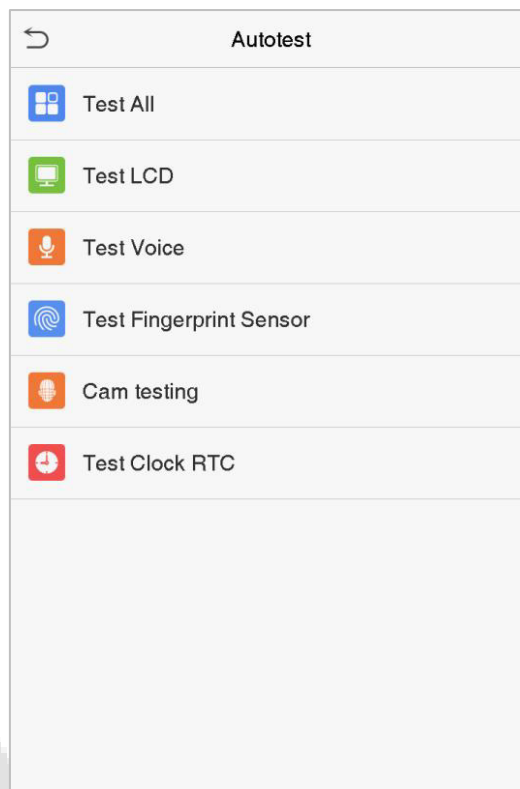 Autotest
Test All
Test LCD
Test Voice
Test Fingerprint Sensor
Cam testing
Test Clock RTC